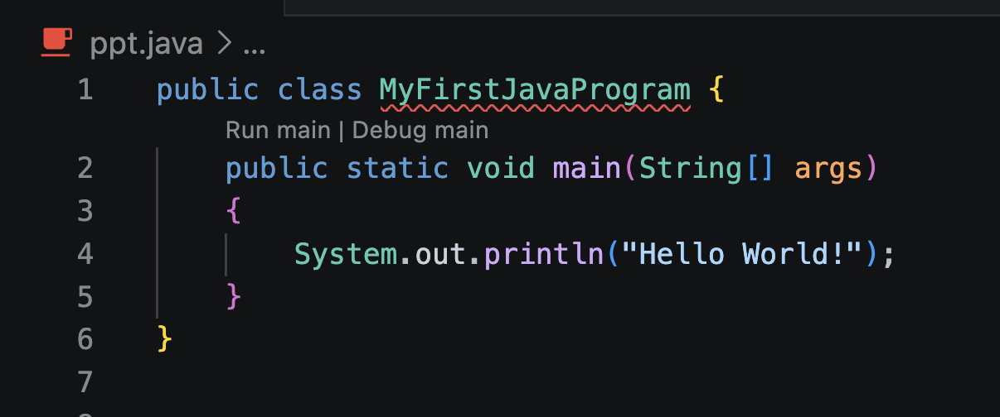 ppt.java > ...
1 public class MyFirstJavaProgram {
Run main | Debug main
2 public static void main(String[] args)
3 {
4 System.out.println("Hello World!");
5 }
6 }
7